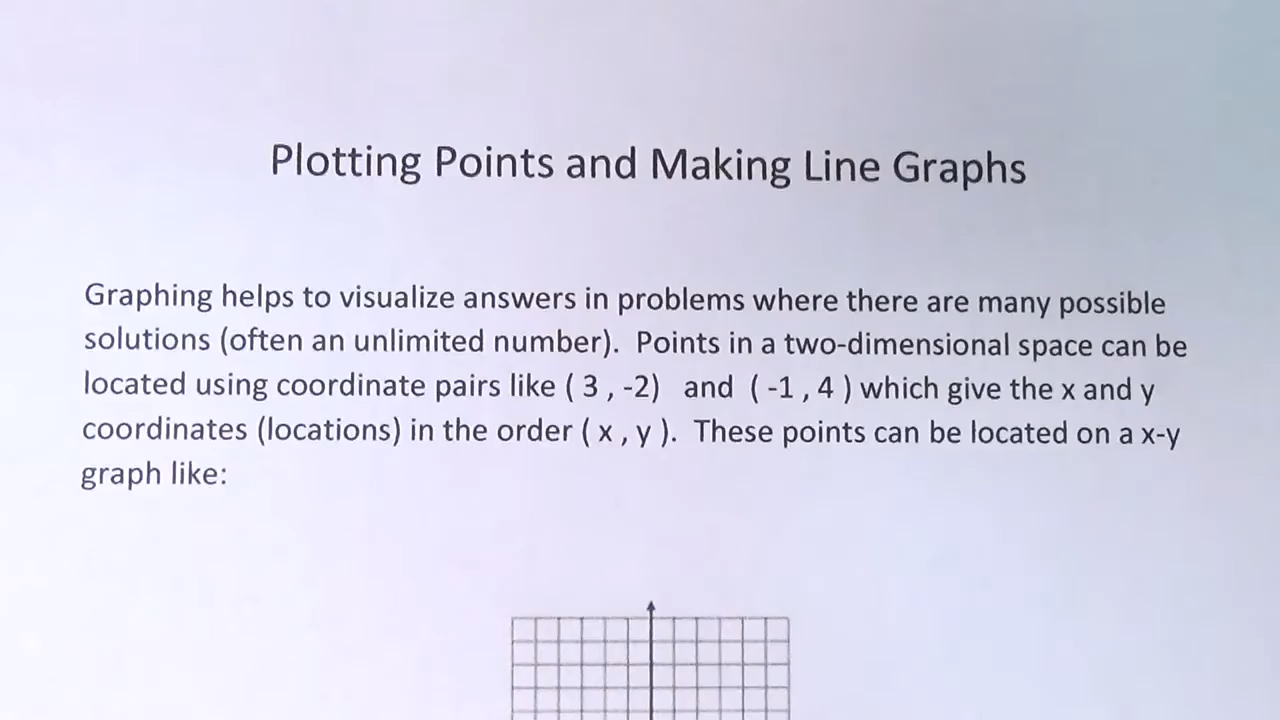 Plotting Points and Making Line Graphs
Graphing helps to visualize answers in problems where there are many possible
solutions (often an unlimited number).  Points in a two-dimensional space can be
located using coordinate pairs like ( 3 , -2)   and  ( -1 , 4 ) which give the x and y
coordinates (locations) in the order ( x , y ).  These points can be located on a x-y
graph like: